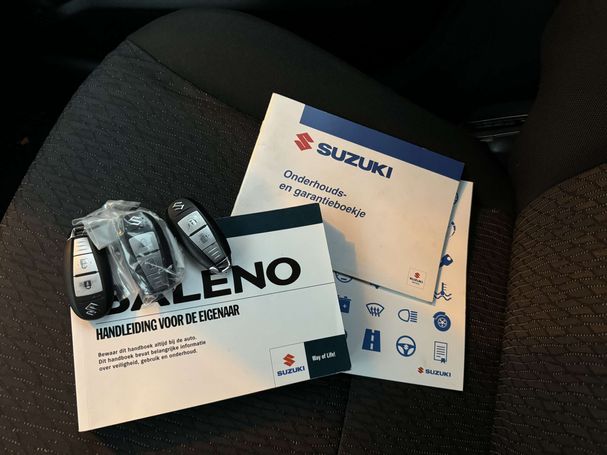 SUZUKI
Onderhouds-
en garantieboekje
SUZUKI
BALENO
HANDLEIDING VOOR DE EIGENAAR
Bewaar dit handboek altijd bij de auto.
Dit handboek bevat belangrijke informatie
over veiligheid, gebruik en onderhoud.
SUZUKI
Way of Life!
SUZUKI